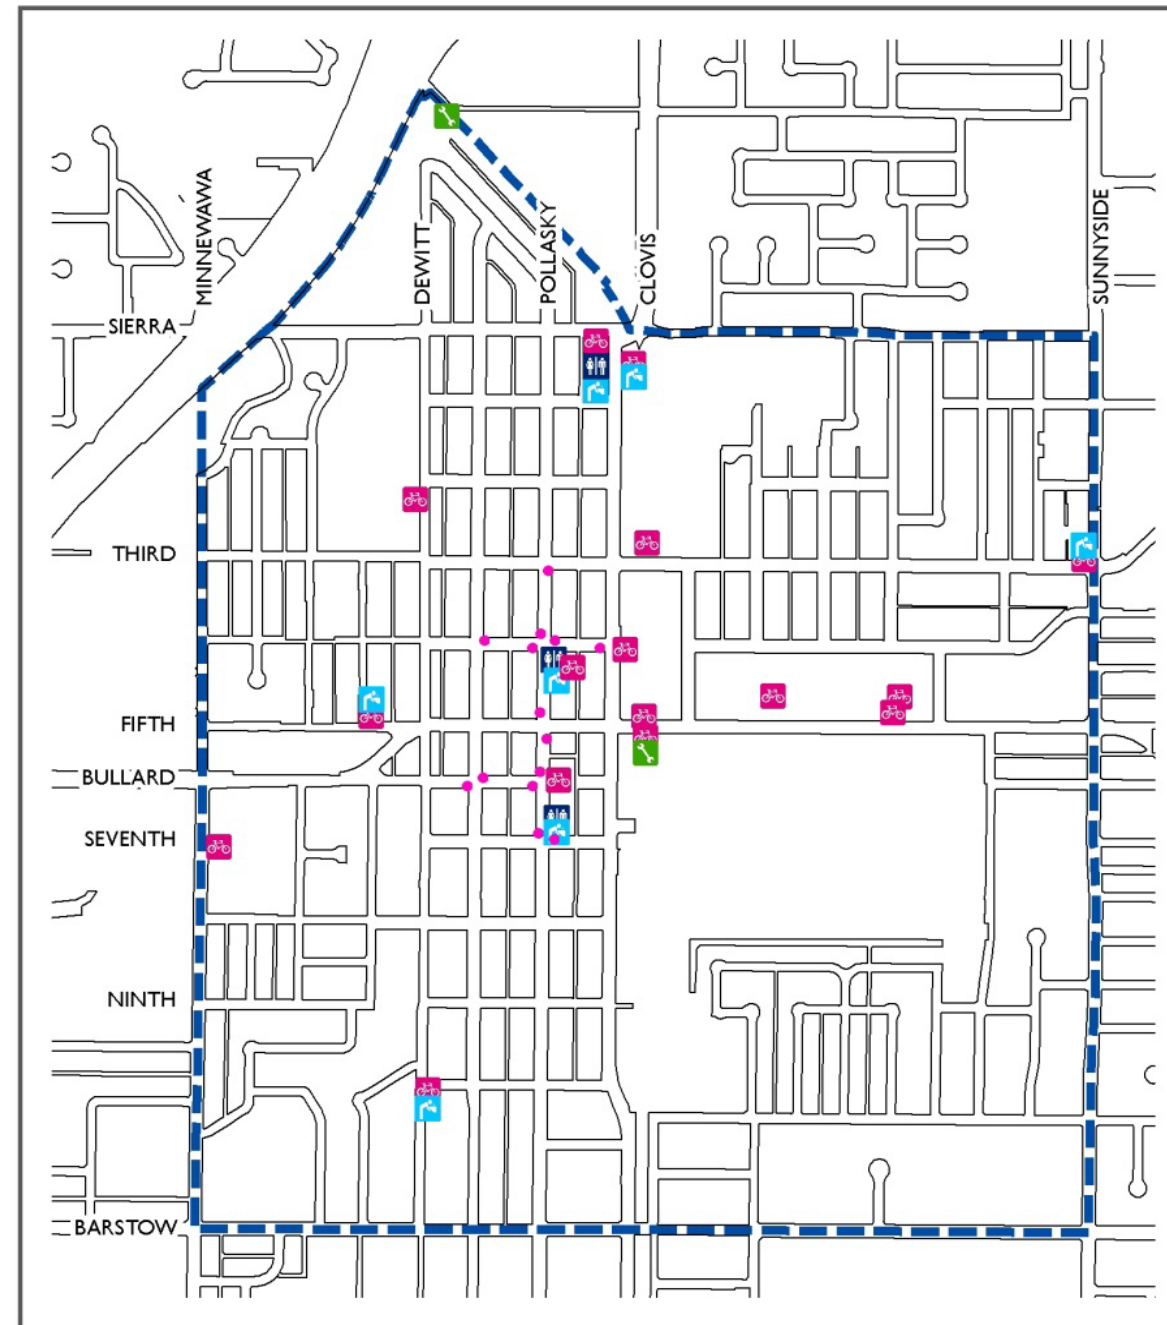 MINNEWAWA
DEWITT
POLLASKY
CLOVIS
SUNNYSIDE
SIERRA
THIRD
FIFTH
BULLARD
SEVENTH
NINTH
BARSTOW